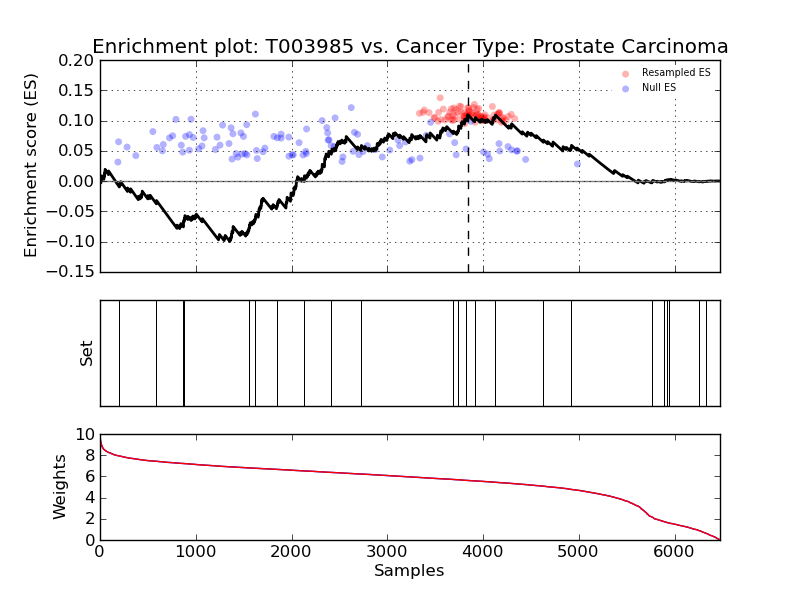 Enrichment plot: T003985 vs. Cancer Type: Prostate Carcinoma
Enrichment score (ES)
0.20
0.15
0.10
0.05
0.00
−0.05
−0.10
−0.15
Resampled ES
Null ES
Set
Weights
10
8
6
4
2
0
0 1000 2000 3000 4000 5000 6000
Samples